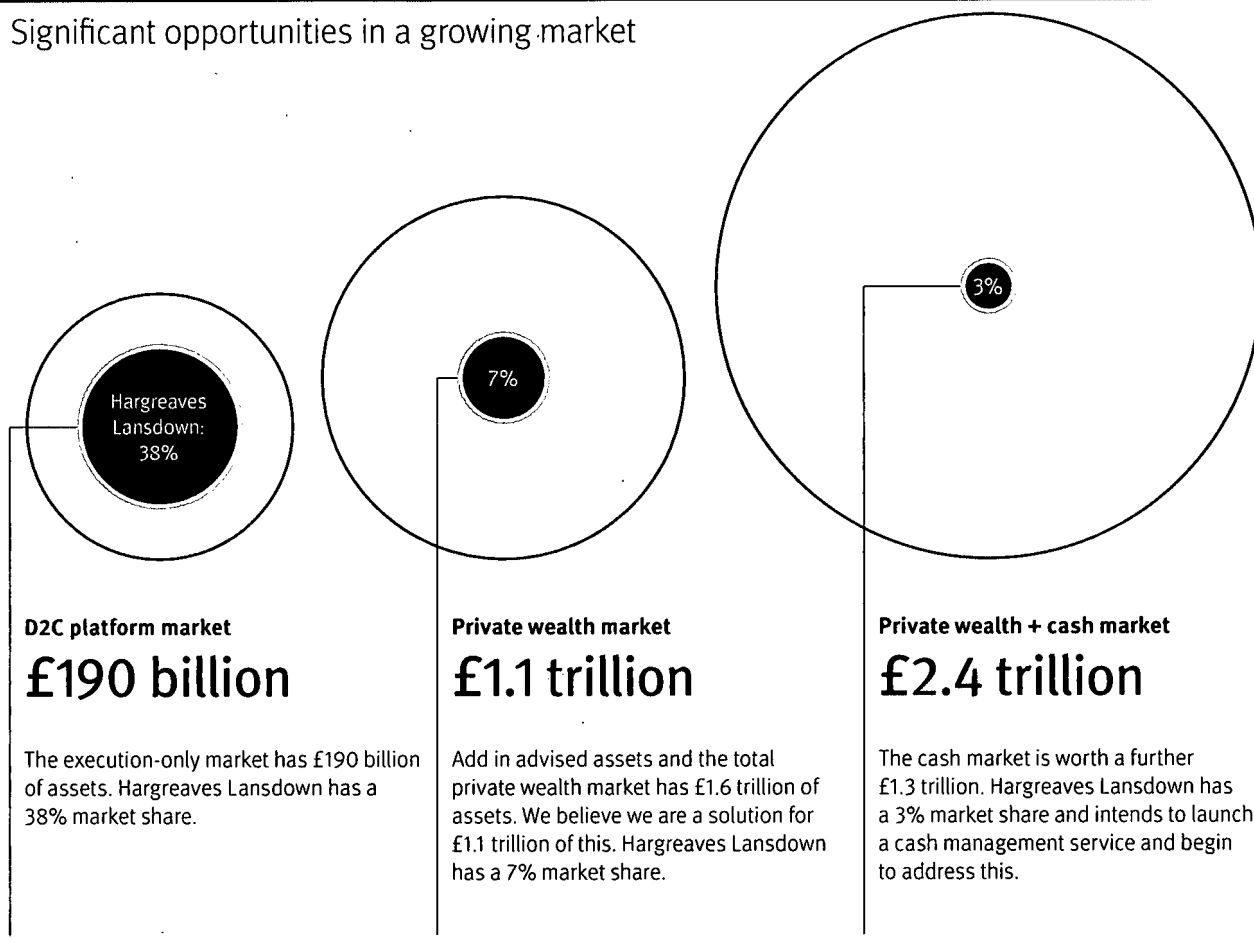 Significant opportunities in a growing market
Hargreaves
Lansdown:
38%
7%
3%
D2C platform market
£190 billion
The execution-only market has £190 billion
of assets. Hargreaves Lansdown has a
38% market share.
Private wealth market
£1.1 trillion
Add in advised assets and the total
private wealth market has £1.6 trillion of
assets. We believe we are a solution for
£1.1 trillion of this. Hargreaves Lansdown
has a 7% market share.
Private wealth + cash market
£2.4 trillion
The cash market is worth a further
£1.3 trillion. Hargreaves Lansdown has
a 3% market share and intends to launch
a cash management service and begin
to address this.